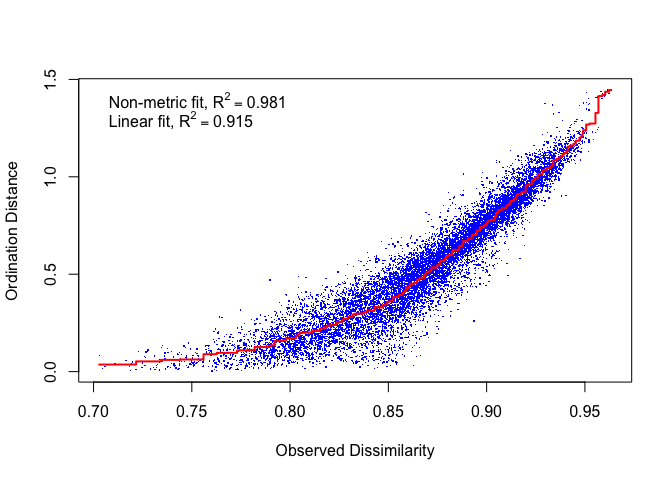 Non-metric fit, R² = 0.981
Linear fit, R² = 0.915
Ordination Distance
1.5
1.0
0.5
0.0
0.70 0.75 0.80 0.85 0.90 0.95
Observed Dissimilarity